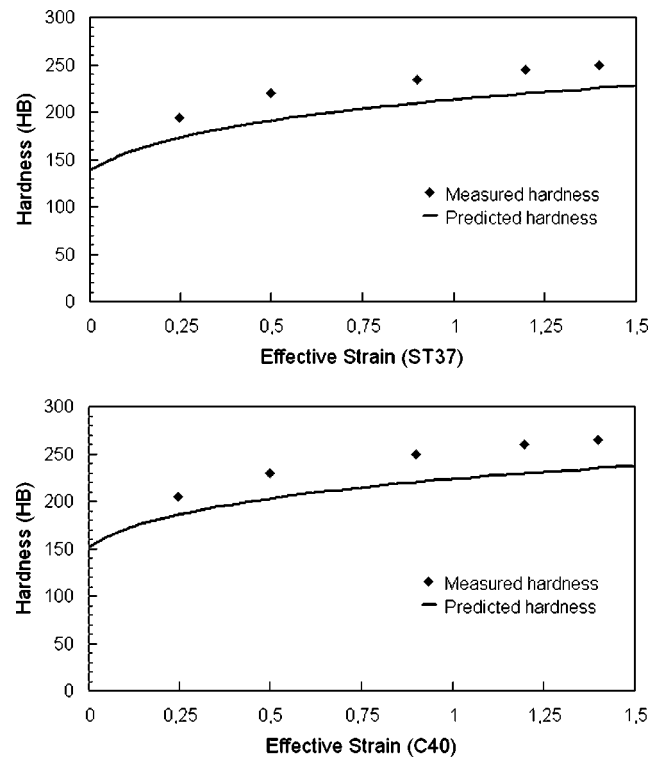 300
250
200
150
100
50
0
Hardness (HB)
Measured hardness
Predicted hardness
0 0,25 0,5 0,75 1 1,25 1,5
Effective Strain (ST37)
300
250
200
150
100
50
0
Hardness (HB)
Measured hardness
Predicted hardness
0 0,25 0,5 0,75 1 1,25 1,5
Effective Strain (C40)